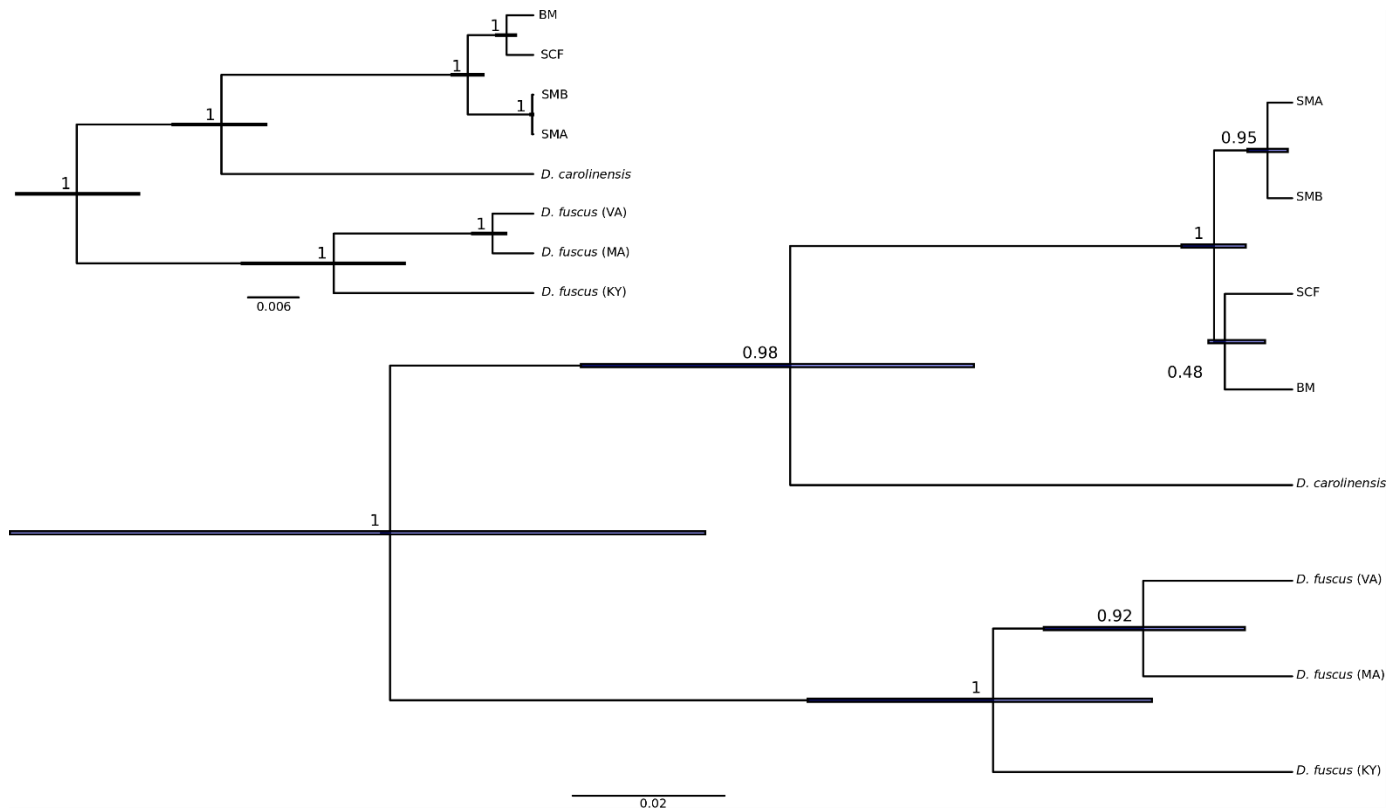 1
BM
SCF
1
SMB
1
SMA
1
D. carolinensis
1
D. fuscus (VA)
1
D. fuscus (MA)
1
D. fuscus (KY)
0.006
SMA
0.95
SMB
1
SCF
0.98
0.48
BM
D. carolinensis
1
D. fuscus (VA)
0.92
D. fuscus (MA)
1
D. fuscus (KY)
0.02